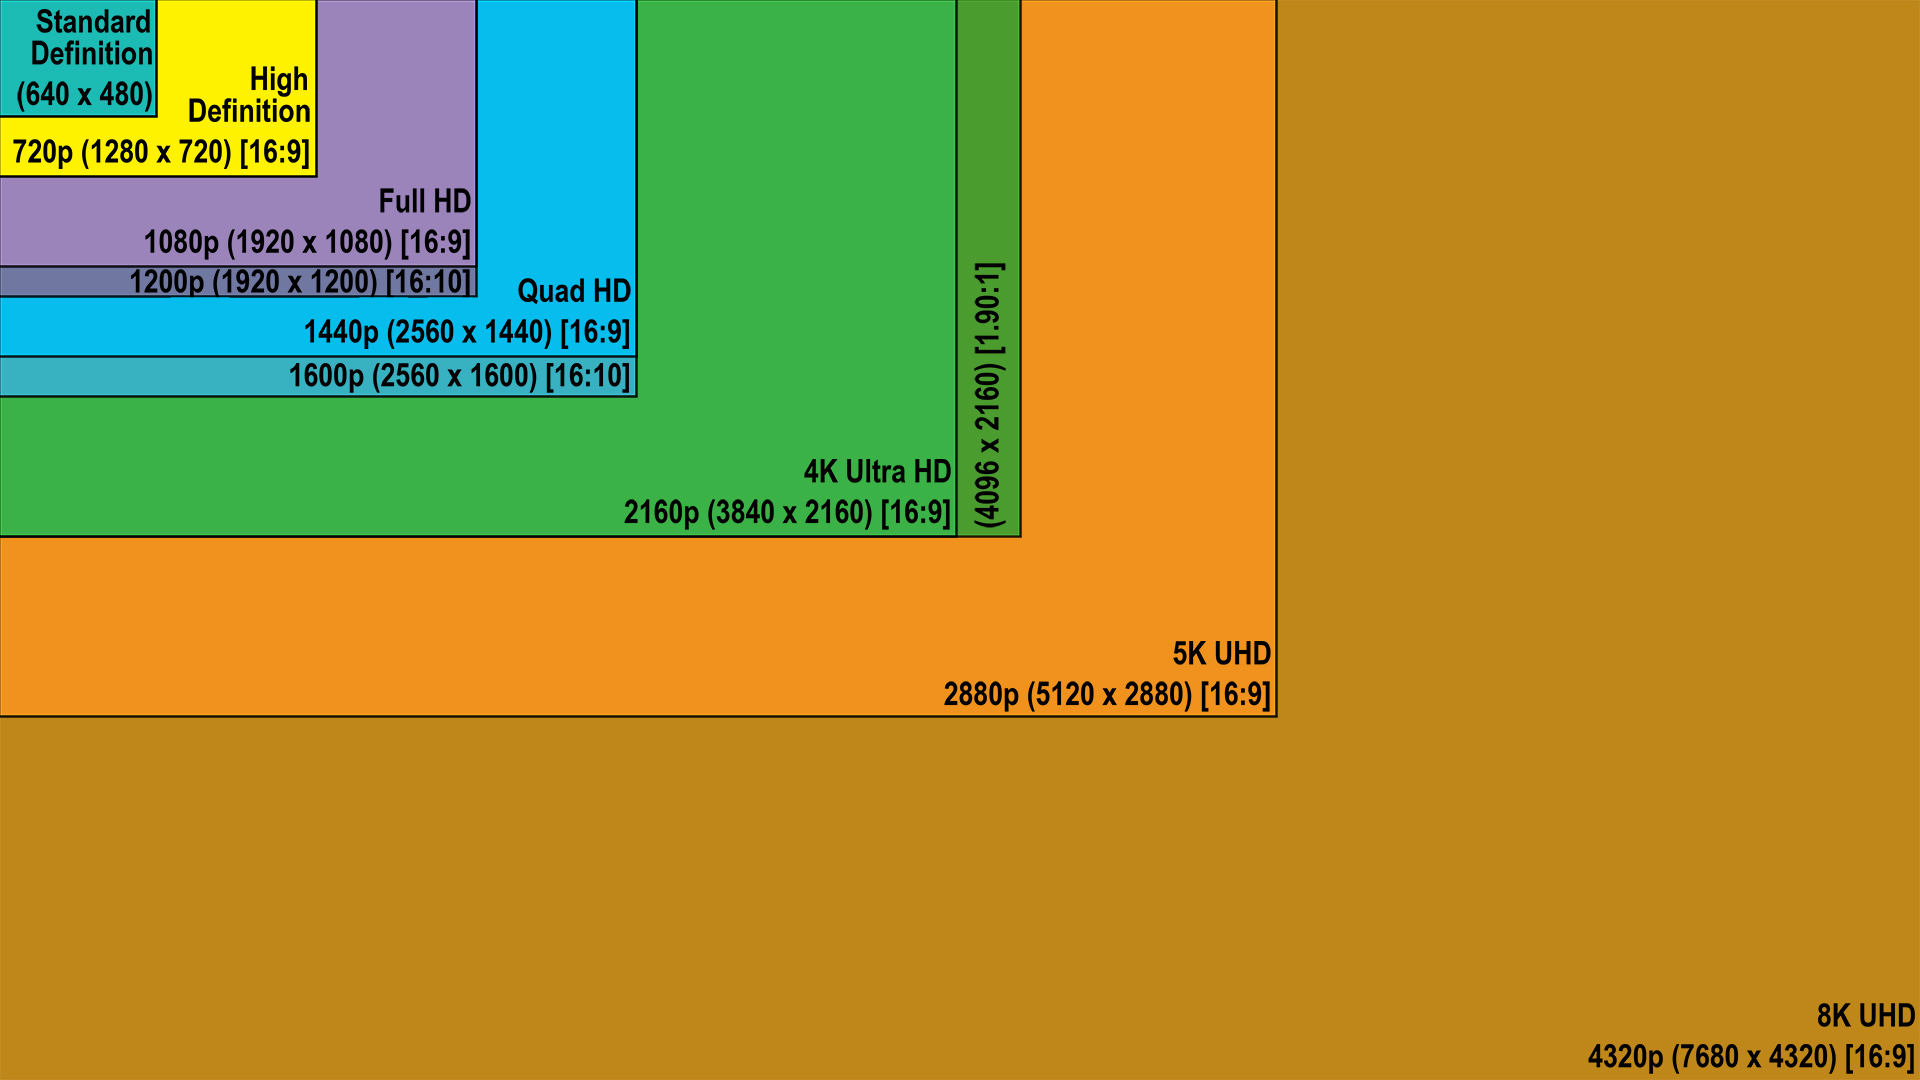 Standard
Definition
(640 x 480)
High
Definition
720p (1280 x 720) [16:9]
Full HD
1080p (1920 x 1080) [16:9]
1200p (1920 x 1200) [16:10]
Quad HD
1440p (2560 x 1440) [16:9]
1600p (2560 x 1600) [16:10]
4K Ultra HD
2160p (3840 x 2160) [16:9]
(4096 x 2160) [1.90:1]
5K UHD
2880p (5120 x 2880) [16:9]
8K UHD
4320p (7680 x 4320) [16:9]